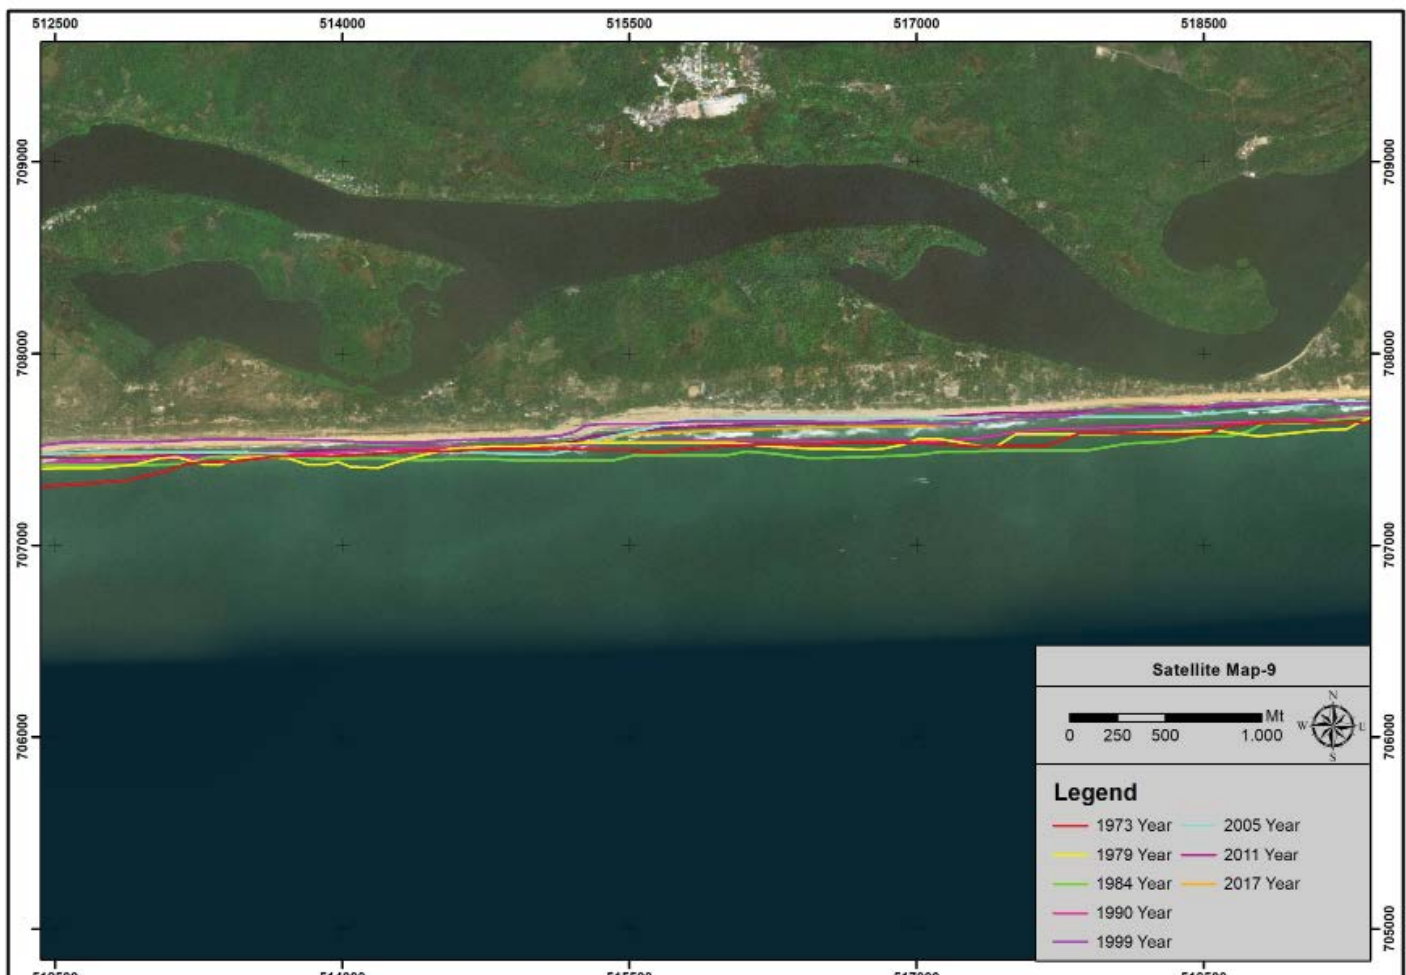 512500 514000 515500 517000 518500
709000 709000
708000 708000
707000 707000
Satellite Map-9
N
Mt
W E
0 250 500 1.000
S
706000 706000
Legend
1973 Year 2005 Year
1979 Year 2011 Year
1984 Year 2017 Year
1990 Year
1999 Year
705000 705000